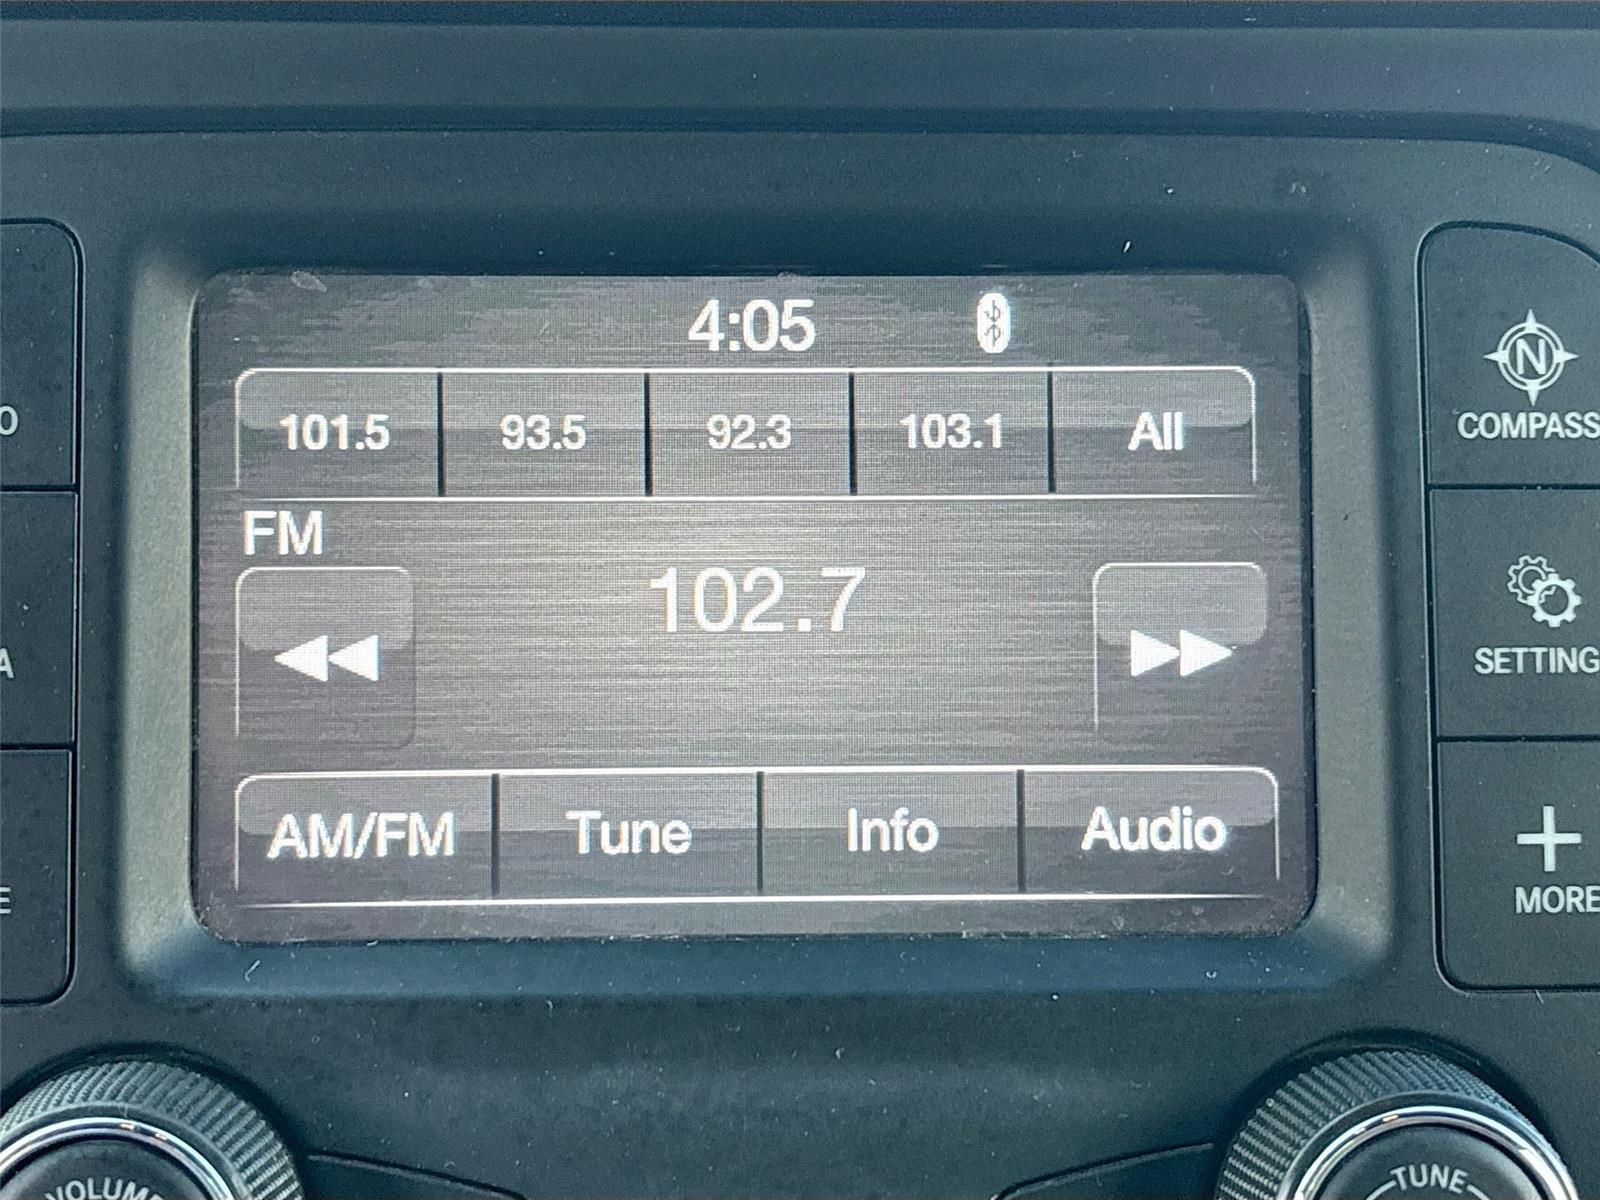 4:05
101.5 93.5 92.3 103.1 All
FM
102.7
AM/FM Tune Info Audio
O
A
E
N
COMPASS
SETTING
MORE
VOLUME
TUNE